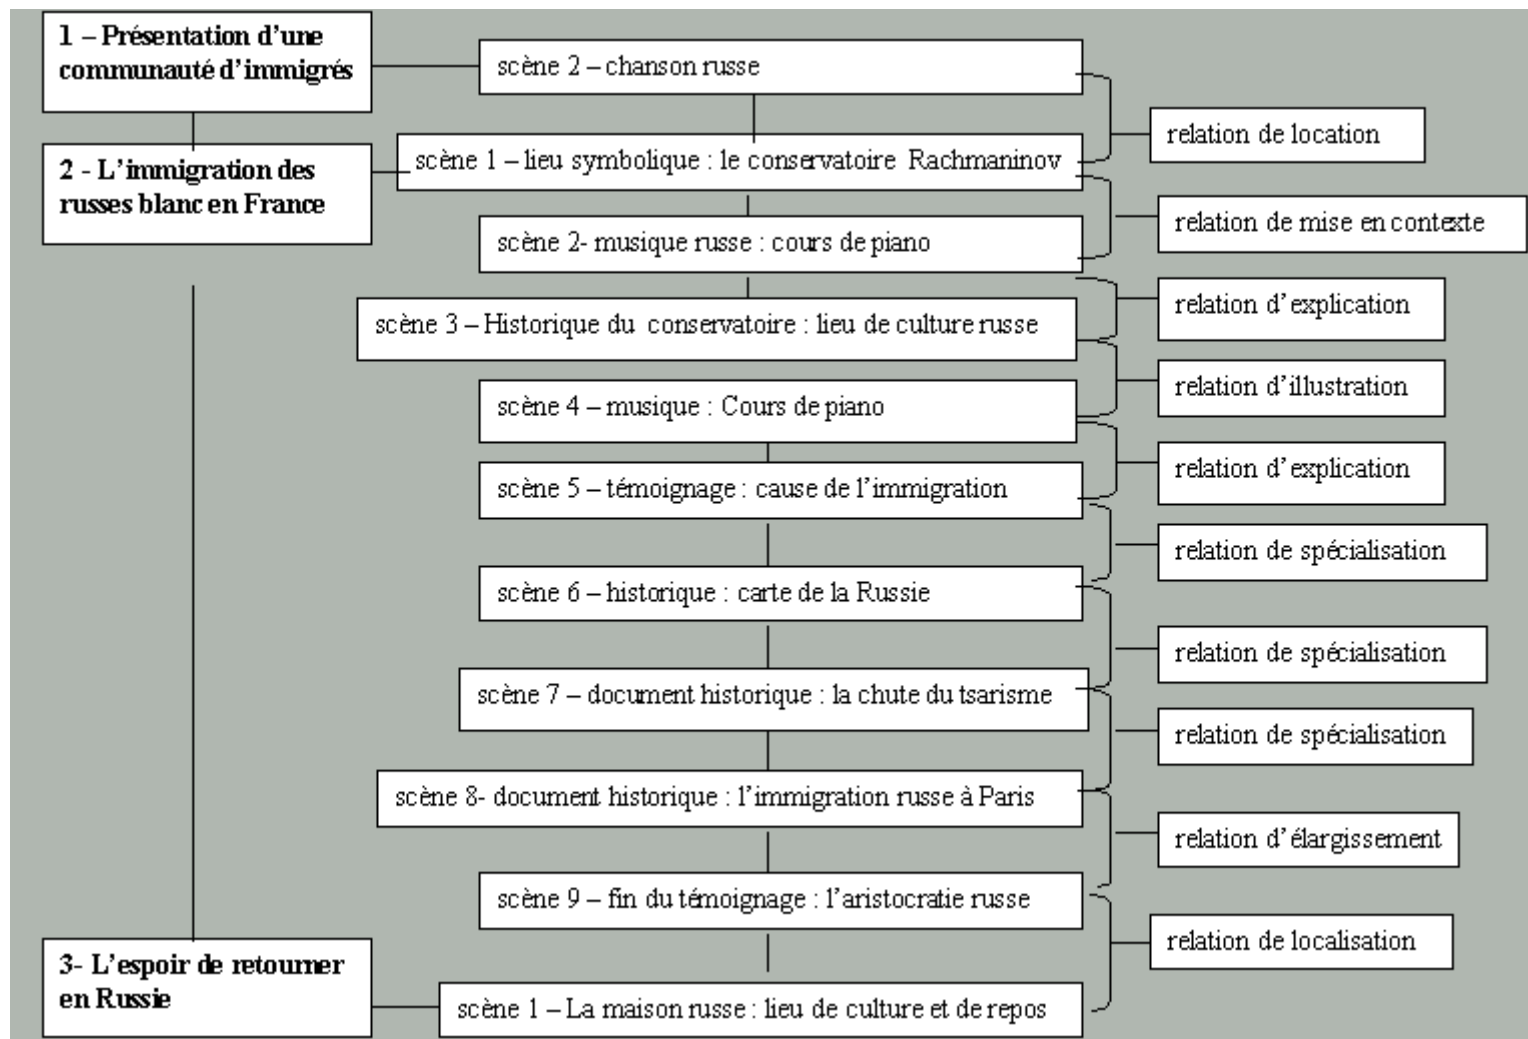 1 – Présentation d’une
communauté d’immigrés
scène 2 – chanson russe
relation de location
2 - L’immigration des
russes blanc en France
scène 1 – lieu symbolique : le conservatoire Rachmaninov
relation de mise en contexte
scène 2- musique russe : cours de piano
relation d’explication
scène 3 – Historique du conservatoire : lieu de culture russe
relation d’illustration
scène 4 – musique : Cours de piano
relation d’explication
scène 5 – témoignage : cause de l’immigration
relation de spécialisation
scène 6 – historique : carte de la Russie
relation de spécialisation
scène 7 – document historique : la chute du tsarisme
relation de spécialisation
scène 8- document historique : l’immigration russe à Paris
relation d’élargissement
scène 9 – fin du témoignage : l’aristocratie russe
relation de localisation
3- L’espoir de retourner
en Russie
scène 1 – La maison russe : lieu de culture et de repos